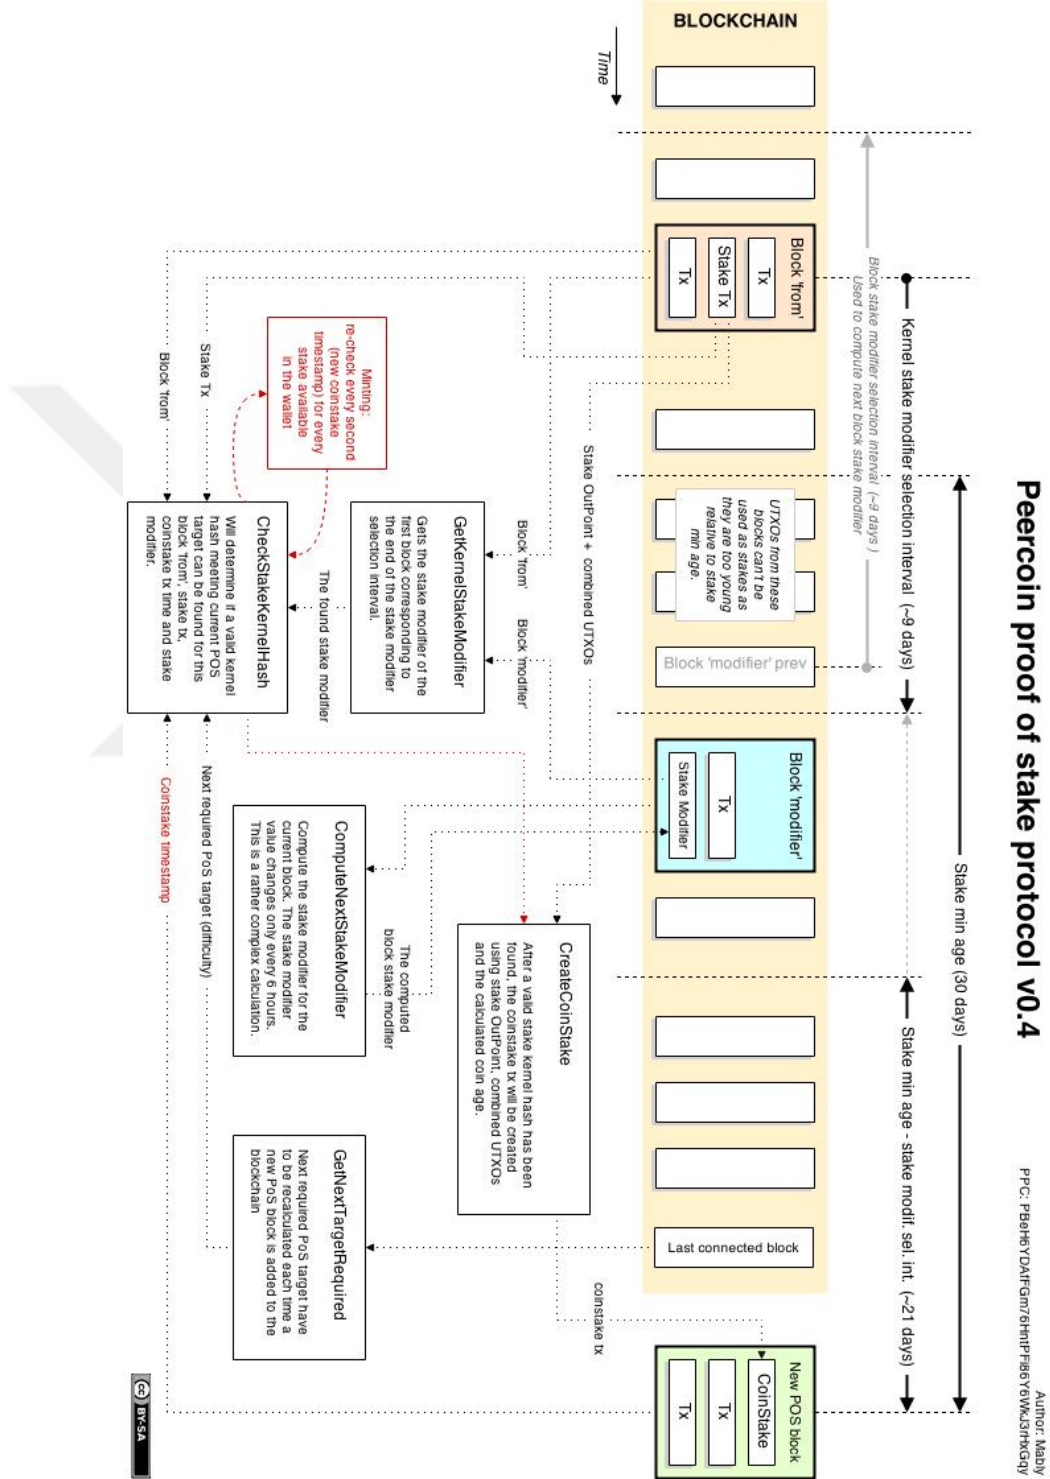 Peercoin proof of stake protocol v0.4
Author: Mably
Stake min age (30 days)
Kernel stake modifier selection interval (~9 days)
Stake min age - stake modif. sel. int. (~21 days)
Block stake modifier selection interval (~9 days )
Used to compute next block stake modifier
BLOCKCHAIN
Time
Block 'from'
Tx
Stake Tx
Tx
UTXOs from these
blocks can't be
used as stakes as
they are too young
relative to stake
min age.
Block 'modifier' prev
Block 'modifier'
Tx
Stake Modifier
Last connected block
New POS block
CoinStake
Tx
Tx
Stake OutPoint + combined UTXOs
coinstake tx
Block 'from'
Block 'modifier'
CreateCoinStake
After a valid stake kernel hash has been
found, the coinstake tx will be created
using stake OutPoint, combined UTXOs
and the calculated coin age.
GetKernelStakeModifier
Gets the stake modifier of the
first block corresponding to
the end of the stake modifier
selection interval.
The computed
block stake modifier
Minting:
re-check every second
(new coinstake
timestamp) for every
stake available
in the wallet
The found stake modifier
ComputeNextStakeModifier
Compute the stake modifier for the
current block. The stake modifier
value changes only every 6 hours.
This is a rather complex calculation.
GetNextTargetRequired
Next required PoS target have
to be recalculated each time a
new PoS block is added to the
blockchain
CheckStakeKernelHash
Will determine if a valid kernel
hash meeting current POS
target can be found for this
block 'from', stake tx,
coinstake tx time and stake
modifier.
Stake Tx
Next required PoS target (difficulty)
Block 'from'
Coinstake timestamp
cc BY-SA